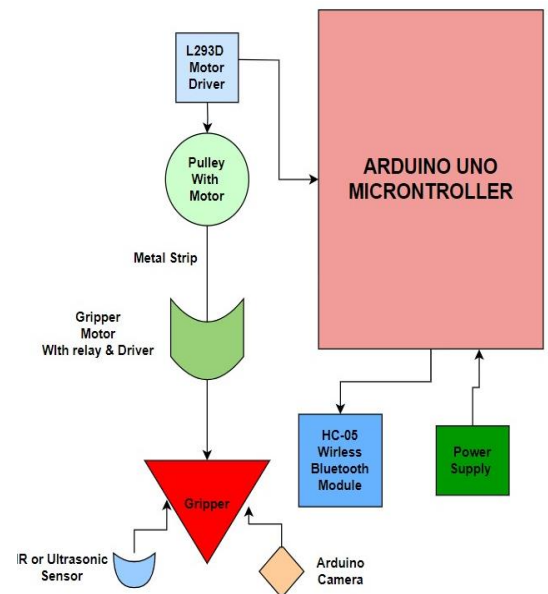 L293D
Motor
Driver
Pulley
With
Motor
ARDUINO UNO
MICRONTROLLER
Metal Strip
Gripper
Motor
WIth relay & Driver
HC-05
Wirless
Bluetooth
Module
Power
Supply
Gripper
IR or Ultrasonic
Sensor
Arduino
Camera